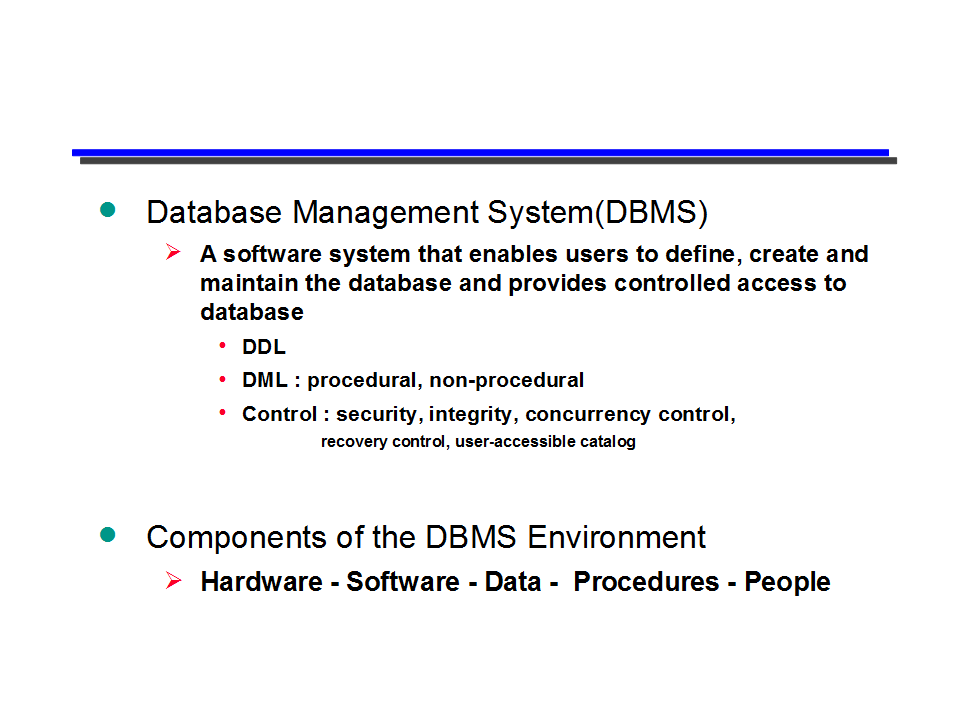 Database Management System(DBMS)
A software system that enables users to define, create and
maintain the database and provides controlled access to
database
DDL
DML : procedural, non-procedural
Control : security, integrity, concurrency control,
recovery control, user-accessible catalog
Components of the DBMS Environment
Hardware - Software - Data -  Procedures - People